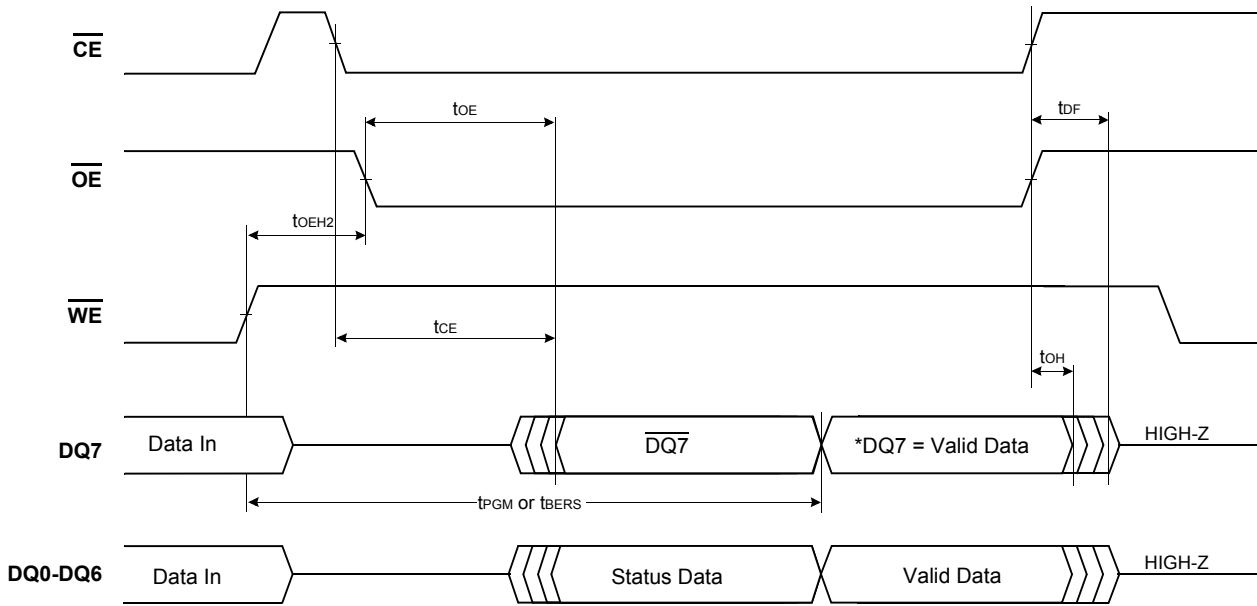 CE
tOE
tDF
OE
tOEH2
WE
tCE
tOH
DQ7
Data In
DQ7
*DQ7 = Valid Data
HIGH-Z
tPGM or tBERS
DQ0-DQ6
Data In
Status Data
Valid Data
HIGH-Z